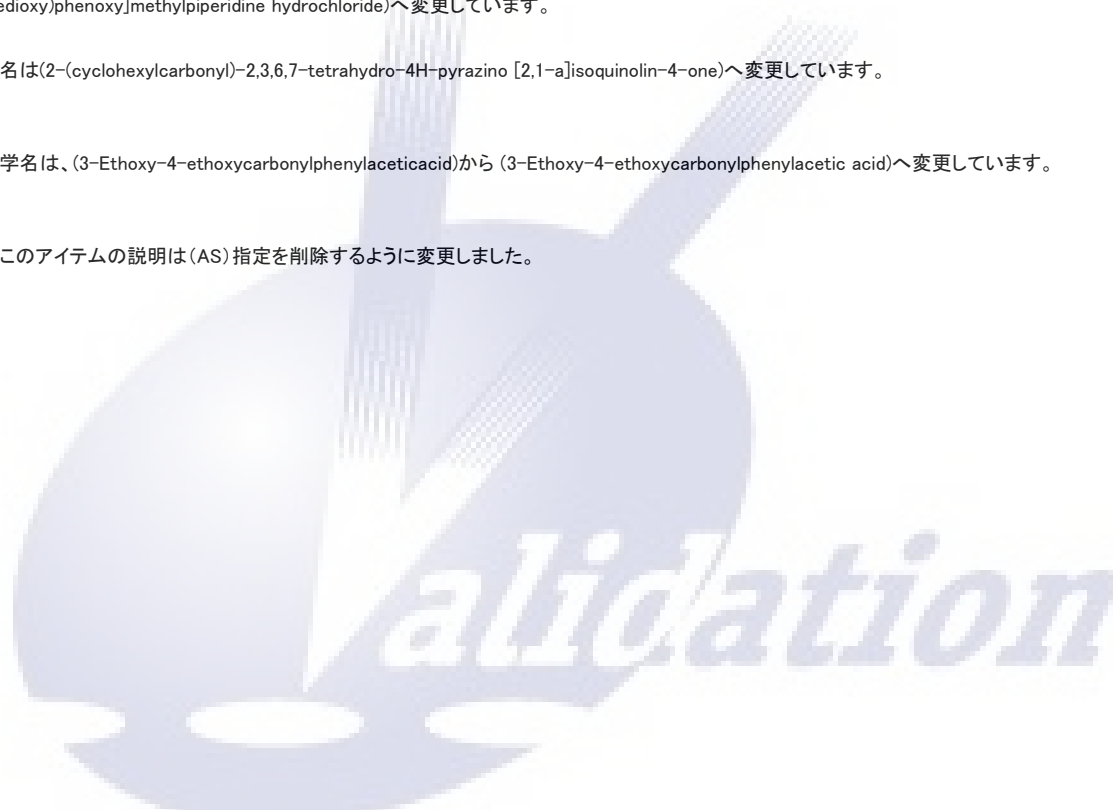 edioxy)phenoxy]methylpiperidine hydrochloride)へ変更しています。
名は(2-(cyclohexylcarbonyl)-2,3,6,7-tetrahydro-4H-pyrazino [2,1-a]isoquinolin-4-one)へ変更しています。
学名は、(3-Ethoxy-4-ethoxycarbonylphenylaceticacid)から (3-Ethoxy-4-ethoxycarbonylphenylacetic acid)へ変更しています。
このアイテムの説明は(AS)指定を削除するように変更しました。
Validation